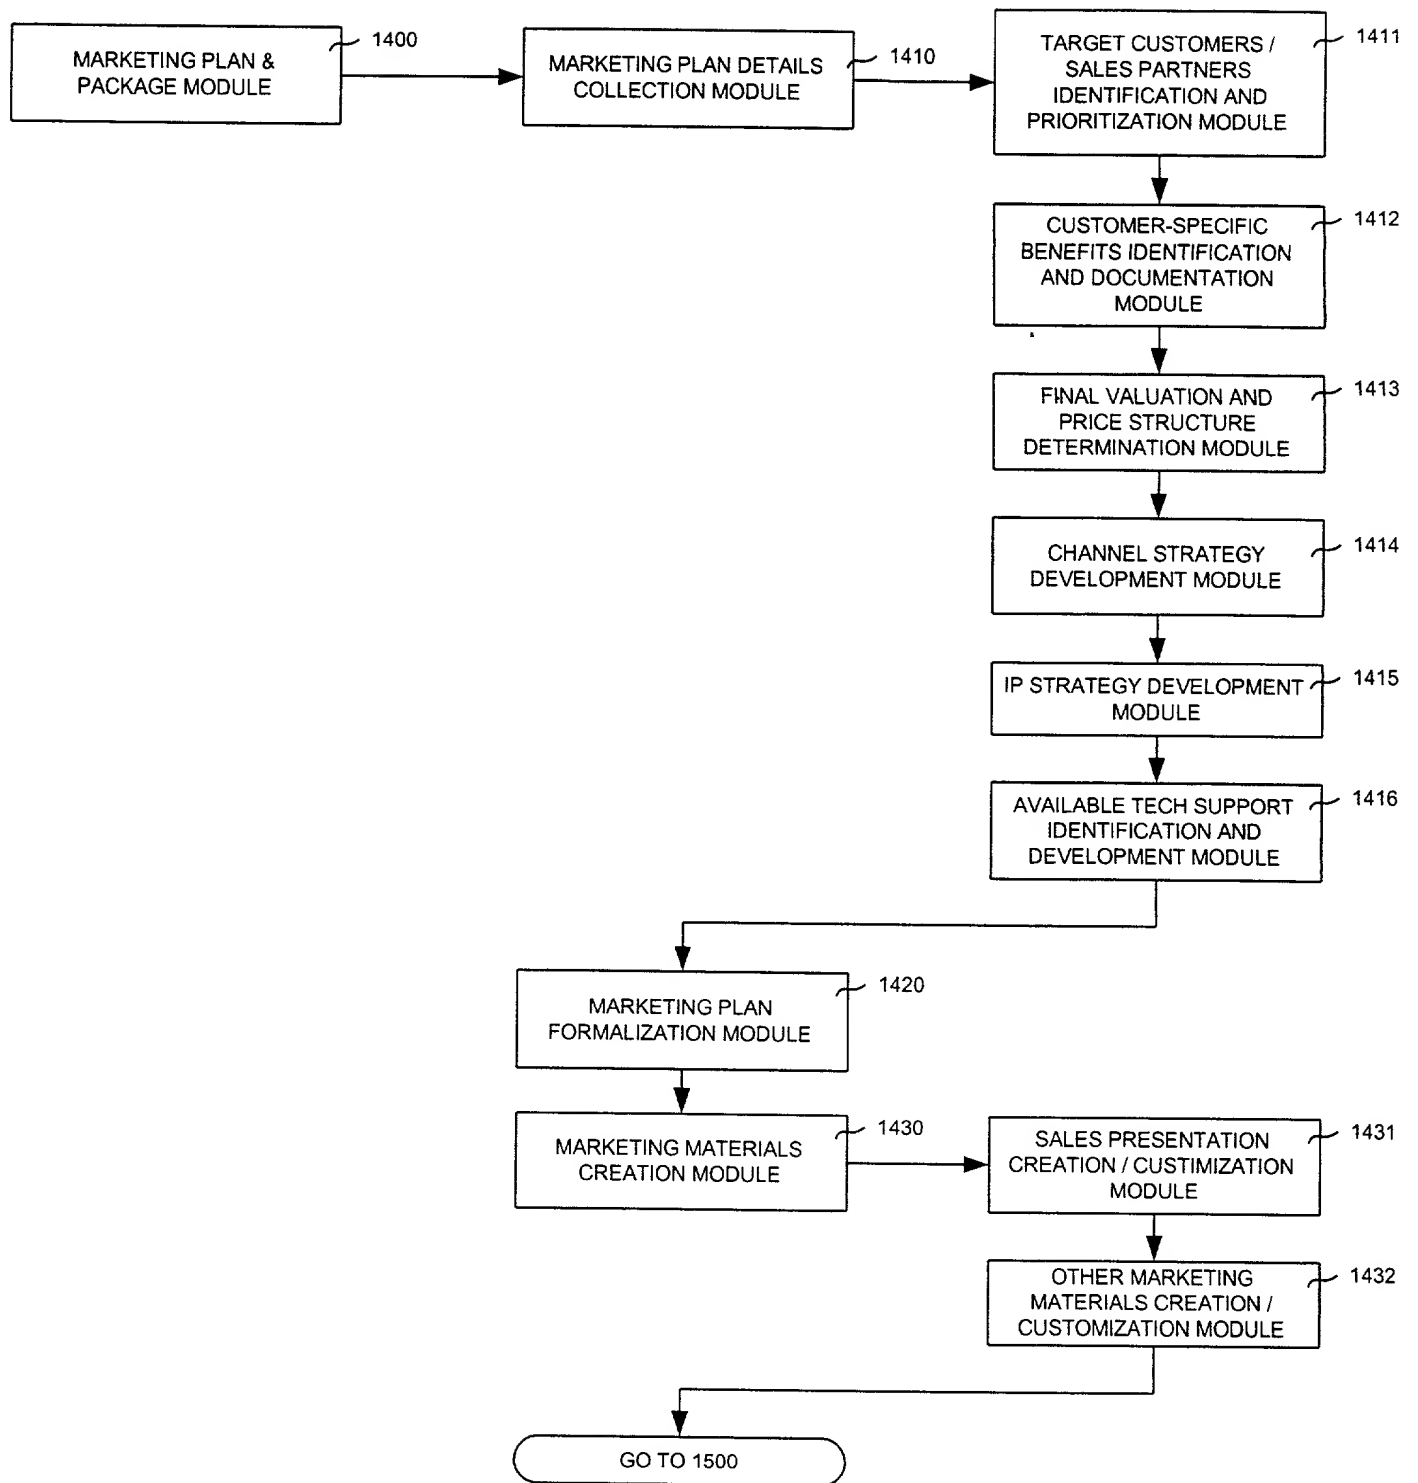 MARKETING PLAN &
PACKAGE MODULE
1400
MARKETING PLAN DETAILS
COLLECTION MODULE
1410
TARGET CUSTOMERS /
SALES PARTNERS
IDENTIFICATION AND
PRIORITIZATION MODULE
1411
CUSTOMER-SPECIFIC
BENEFITS IDENTIFICATION
AND DOCUMENTATION
MODULE
1412
FINAL VALUATION AND
PRICE STRUCTURE
DETERMINATION MODULE
1413
CHANNEL STRATEGY
DEVELOPMENT MODULE
1414
IP STRATEGY DEVELOPMENT
MODULE
1415
AVAILABLE TECH SUPPORT
IDENTIFICATION AND
DEVELOPMENT MODULE
1416
MARKETING PLAN
FORMALIZATION MODULE
1420
MARKETING MATERIALS
CREATION MODULE
1430
SALES PRESENTATION
CREATION / CUSTIMIZATION
MODULE
1431
OTHER MARKETING
MATERIALS CREATION /
CUSTOMIZATION MODULE
1432
GO TO 1500